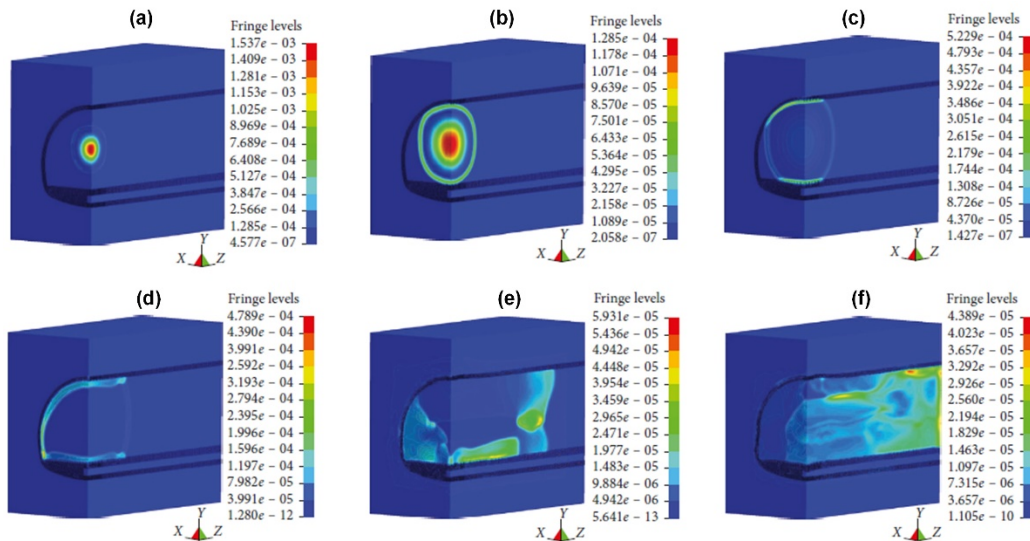 (a)
Fringe levels
1.537e – 03
1.409e – 03
1.281e – 03
1.153e – 03
1.025e – 03
8.969e – 04
7.689e – 04
6.408e – 04
5.127e – 04
3.847e – 04
2.566e – 04
1.285e – 04
4.577e – 07
Y
X
Z
(b)
Fringe levels
1.285e – 04
1.178e – 04
1.071e – 04
9.639e – 05
8.570e – 05
7.501e – 05
6.433e – 05
5.364e – 05
4.295e – 05
3.227e – 05
2.158e – 05
1.089e – 05
2.058e – 07
Y
X
Z
(c)
Fringe levels
5.229e – 04
4.793e – 04
4.357e – 04
3.922e – 04
3.486e – 04
3.051e – 04
2.615e – 04
2.179e – 04
1.744e – 04
1.308e – 04
8.726e – 05
4.370e – 05
1.427e – 07
Y
X
Z
(d)
Fringe levels
4.789e – 04
4.390e – 04
3.991e – 04
3.592e – 04
3.193e – 04
2.794e – 04
2.395e – 04
1.996e – 04
1.596e – 04
1.197e – 04
7.982e – 05
3.991e – 05
1.280e – 12
Y
X
Z
(e)
Fringe levels
5.931e – 05
5.436e – 05
4.942e – 05
4.448e – 05
3.954e – 05
3.459e – 05
2.965e – 05
2.471e – 05
1.977e – 05
1.483e – 05
9.884e – 06
4.942e – 06
5.641e – 13
Y
X
Z
(f)
Fringe levels
4.389e – 05
4.023e – 05
3.657e – 05
3.292e – 05
2.926e – 05
2.560e – 05
2.194e – 05
1.829e – 05
1.463e – 05
1.097e – 05
7.315e – 06
3.657e – 06
1.105e – 10
Y
X
Z